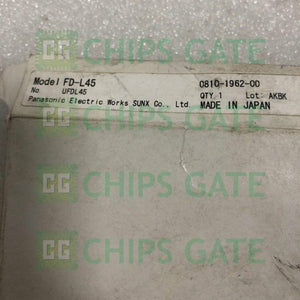 CHIPS GATE
Model FD-L45 0810-1962-00
No. UFDL45 QTY 1 Lot: AKBK
Panasonic Electric Works SUNX Co., Ltd. MADE IN JAPAN
CG CHIPS GATE
CG CHIPS GATE
CG CHIPS GATE